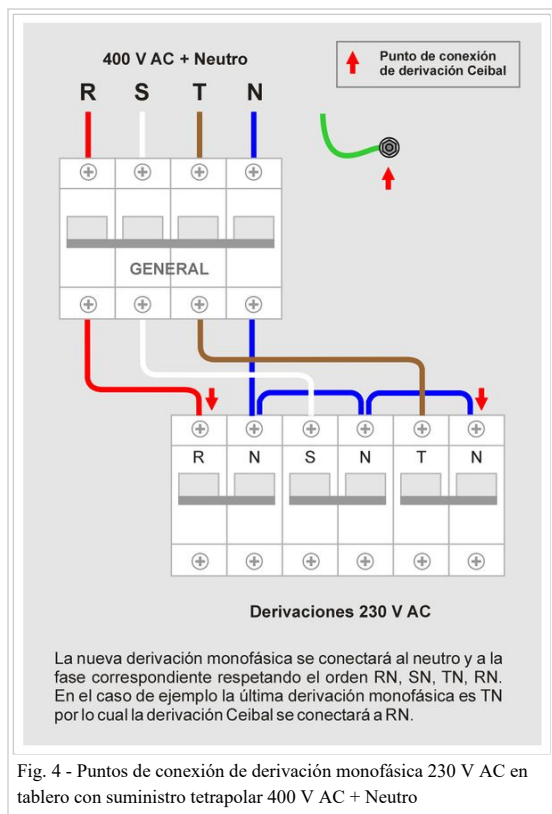 400 V AC + Neutro
Punto de conexión
de derivación Ceibal
R S T N
GENERAL
R N S N T N
Derivaciones 230 V AC
La nueva derivación monofásica se conectará al neutro y a la
fase correspondiente respetando el orden RN, SN, TN, RN.
En el caso de ejemplo la última derivación monofásica es TN
por lo cual la derivación Ceibal se conectará a RN.
Fig. 4 - Puntos de conexión de derivación monofásica 230 V AC en
tablero con suministro tetrapolar 400 V AC + Neutro